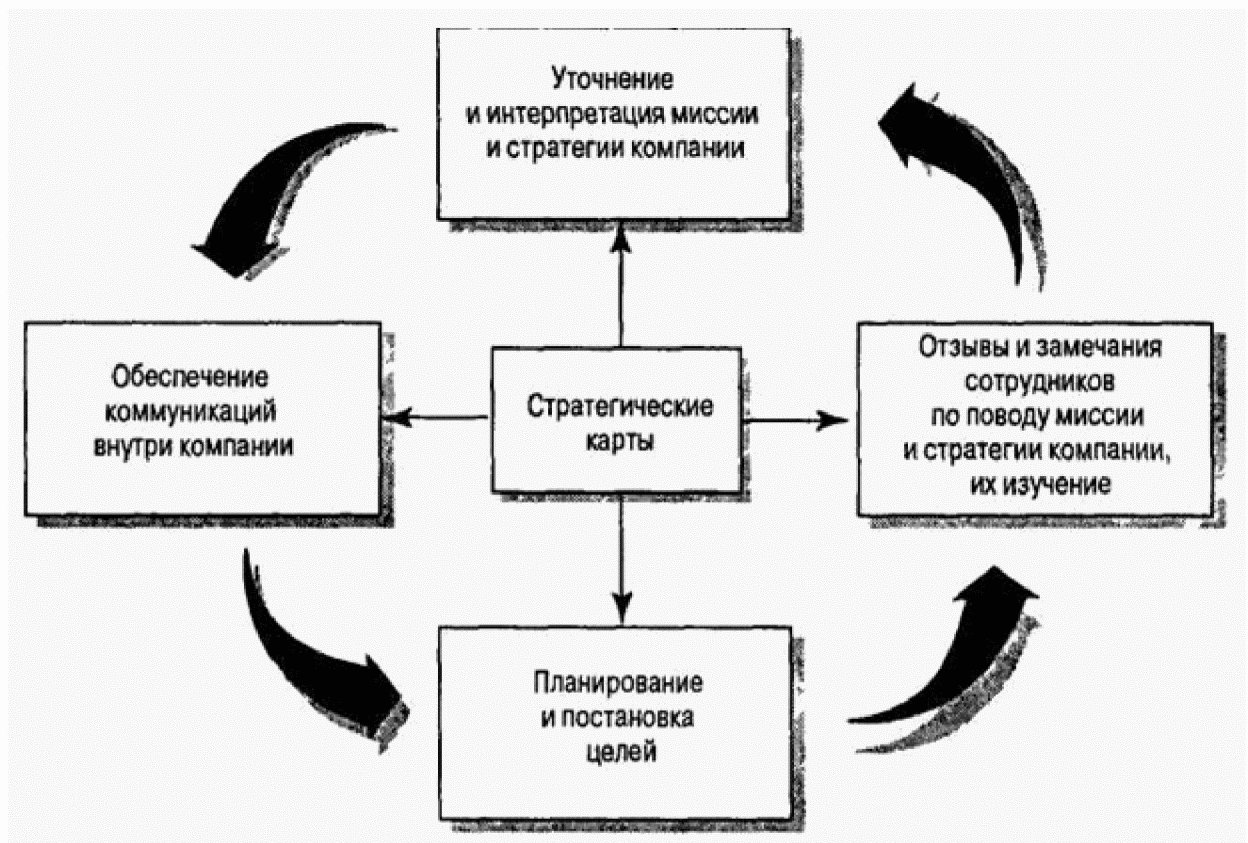 Уточнение
и интерпретация миссии
и стратегии компании
Обеспечение
коммуникаций
внутри компании
Стратегические
карты
Отзывы и замечания
сотрудников
по поводу миссии
и стратегии компании,
их изучение
Планирование
и постановка
целей